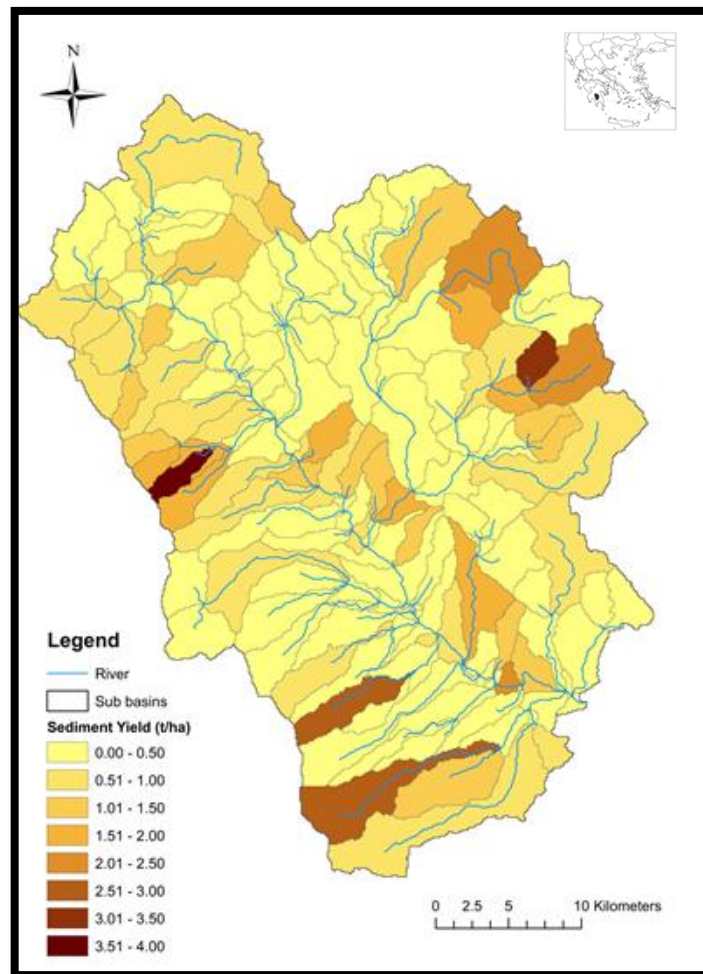 N
Legend
River
Sub basins
Sediment Yield (t/ha)
0.00 - 0.50
0.51 - 1.00
1.01 - 1.50
1.51 - 2.00
2.01 - 2.50
2.51 - 3.00
3.01 - 3.50
3.51 - 4.00
0 2.5 5 10 Kilometers